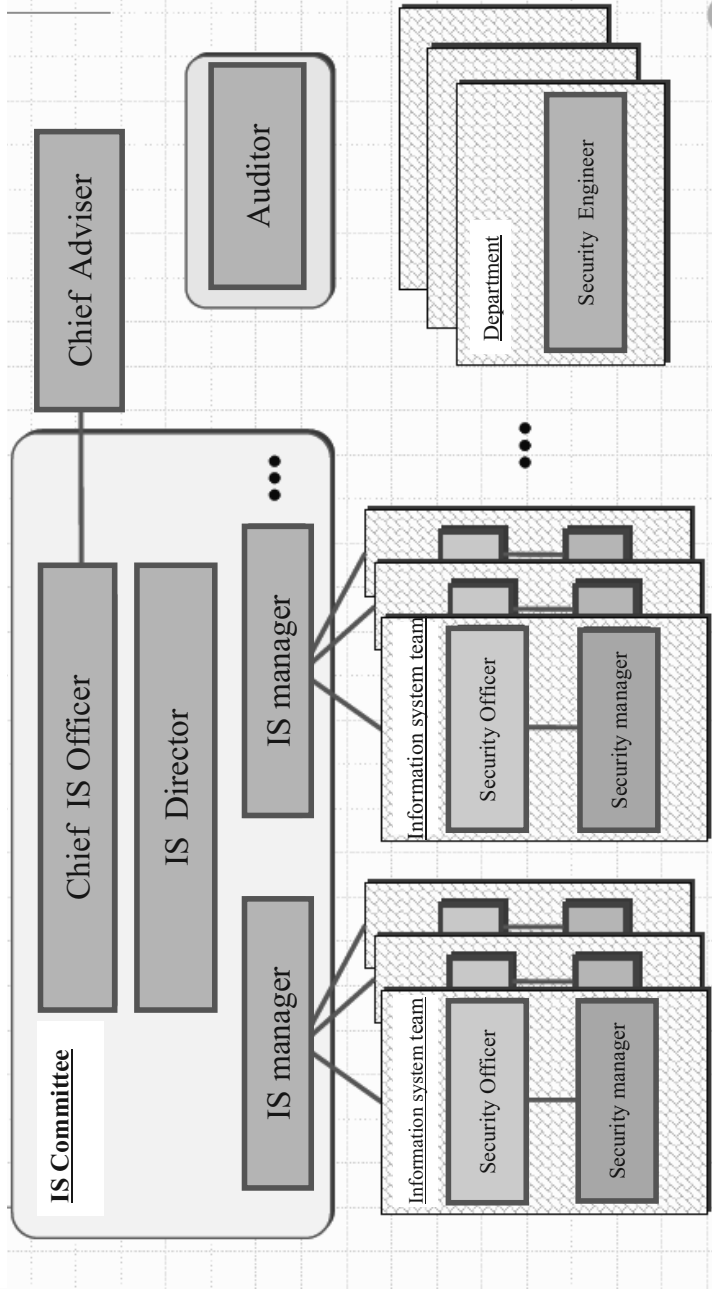 IS Committee
Chief IS Officer
Chief Adviser
IS Director
IS manager
IS manager
Auditor
Information system team
Security Officer
Security manager
Information system team
Security Officer
Security manager
Department
Security Engineer